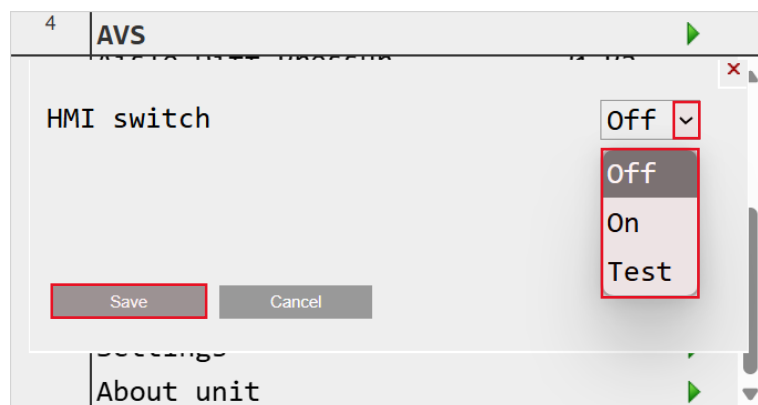 4
AVS
HMI switch
Off
Off
On
Test
Save Cancel
Settings
About unit